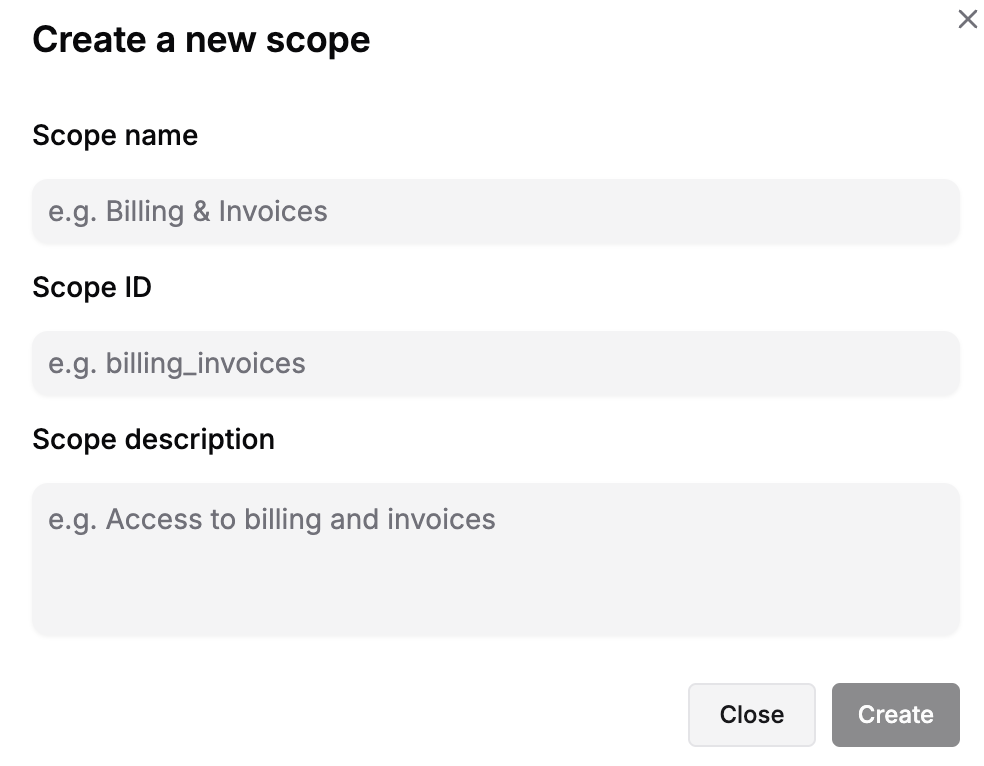 Create a new scope
Scope name
e.g. Billing & Invoices
Scope ID
e.g. billing_invoices
Scope description
e.g. Access to billing and invoices
Close
Create